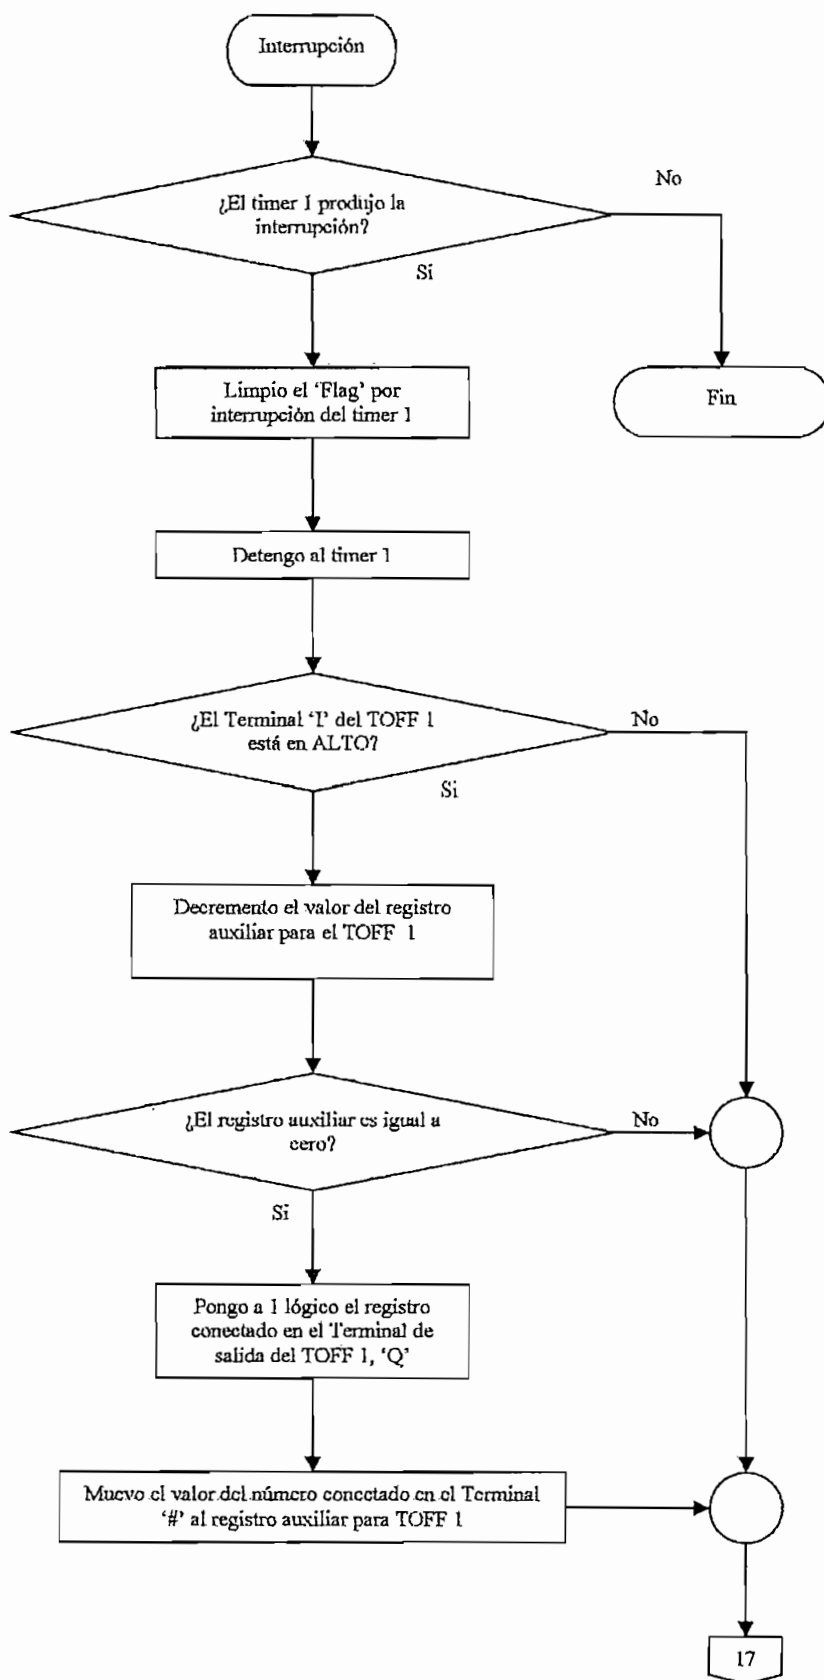 Interrupción
¿El timer 1 produjo la
interrupción?
No
Si
Limpio el ‘Flag’ por
interrupción del timer 1
Fin
Detengo al timer 1
¿El Terminal ‘I’ del TOFF 1
está en ALTO?
No
Si
Decremento el valor del registro
auxiliar para el TOFF 1
¿El registro auxiliar es igual a
cero?
No
Si
Pongo a 1 lógico el registro
conectado en el Terminal de
salida del TOFF 1, ‘Q’
Muevo el valor del número conectado en el Terminal
‘#’ al registro auxiliar para TOFF 1
17